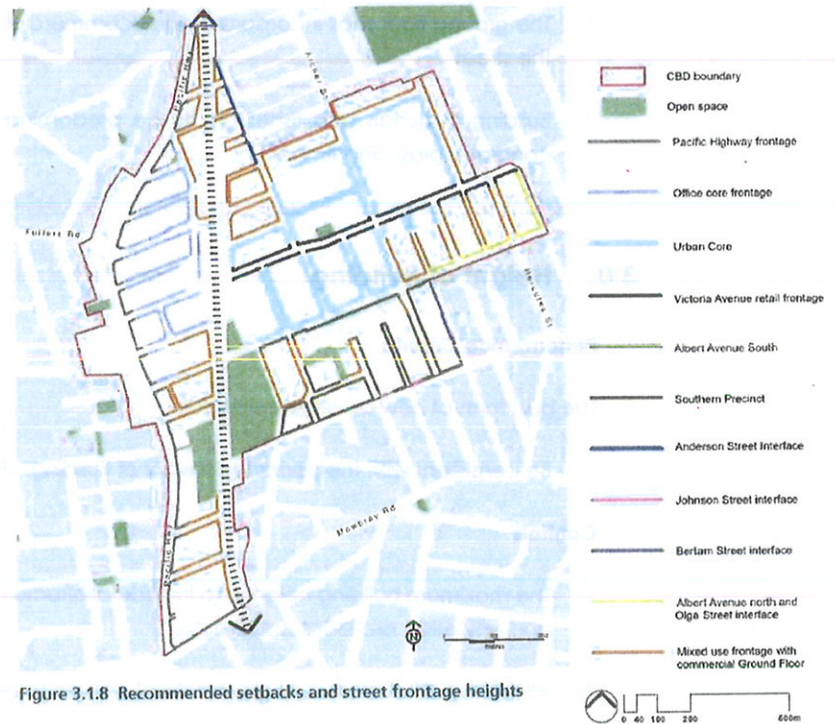 Pacific Hwy
Archer St
Fullers Rd
Hercules St
Mowbray Rd
Pacific Hwy
N
CBD boundary
Open space
Pacific Highway frontage
Office core frontage
Urban Core
Victoria Avenue retail frontage
Albert Avenue South
Southern Precinct
Anderson Street Interface
Johnson Street interface
Bertam Street interface
Albert Avenue north and
Olga Street interface
Mixed use frontage with
commercial Ground Floor
Figure 3.1.8 Recommended setbacks and street frontage heights
0 40 100 200 600m